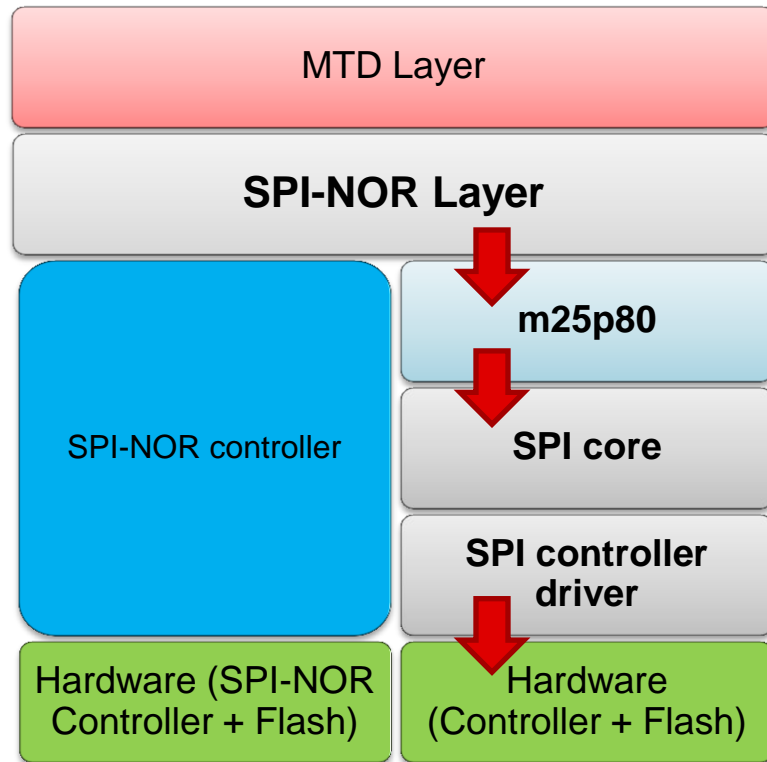 MTD Layer
SPI-NOR Layer
m25p80
SPI-NOR controller
SPI core
SPI controller
driver
Hardware (SPI-NOR
Controller + Flash)
Hardware
(Controller + Flash)